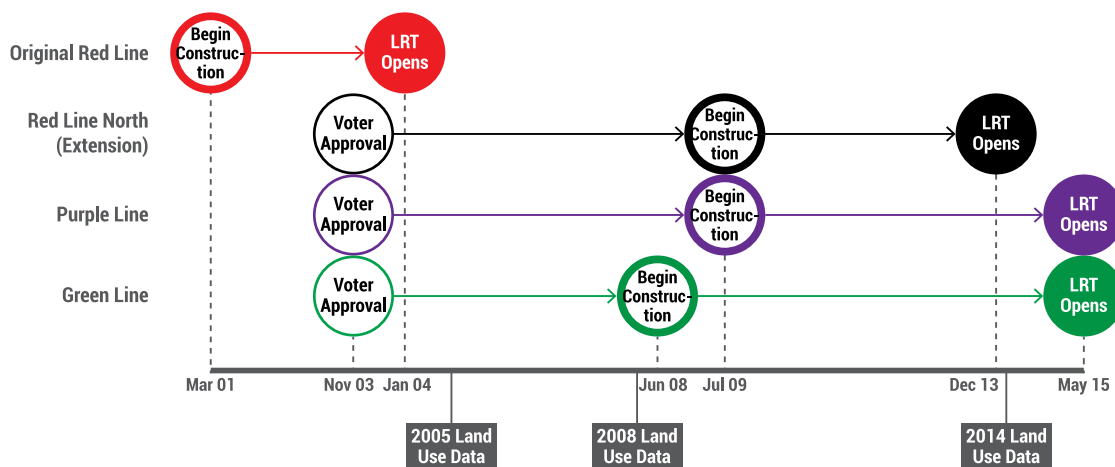 Original Red Line
Begin
Construc-
tion
LRT
Opens
Red Line North
(Extension)
Voter
Approval
Begin
Construc-
tion
LRT
Opens
Purple Line
Voter
Approval
Begin
Construc-
tion
LRT
Opens
Green Line
Voter
Approval
Begin
Construc-
tion
LRT
Opens
Mar 01
Nov 03
Jan 04
Jun 08
Jul 09
Dec 13
May 15
2005 Land
Use Data
2008 Land
Use Data
2014 Land
Use Data